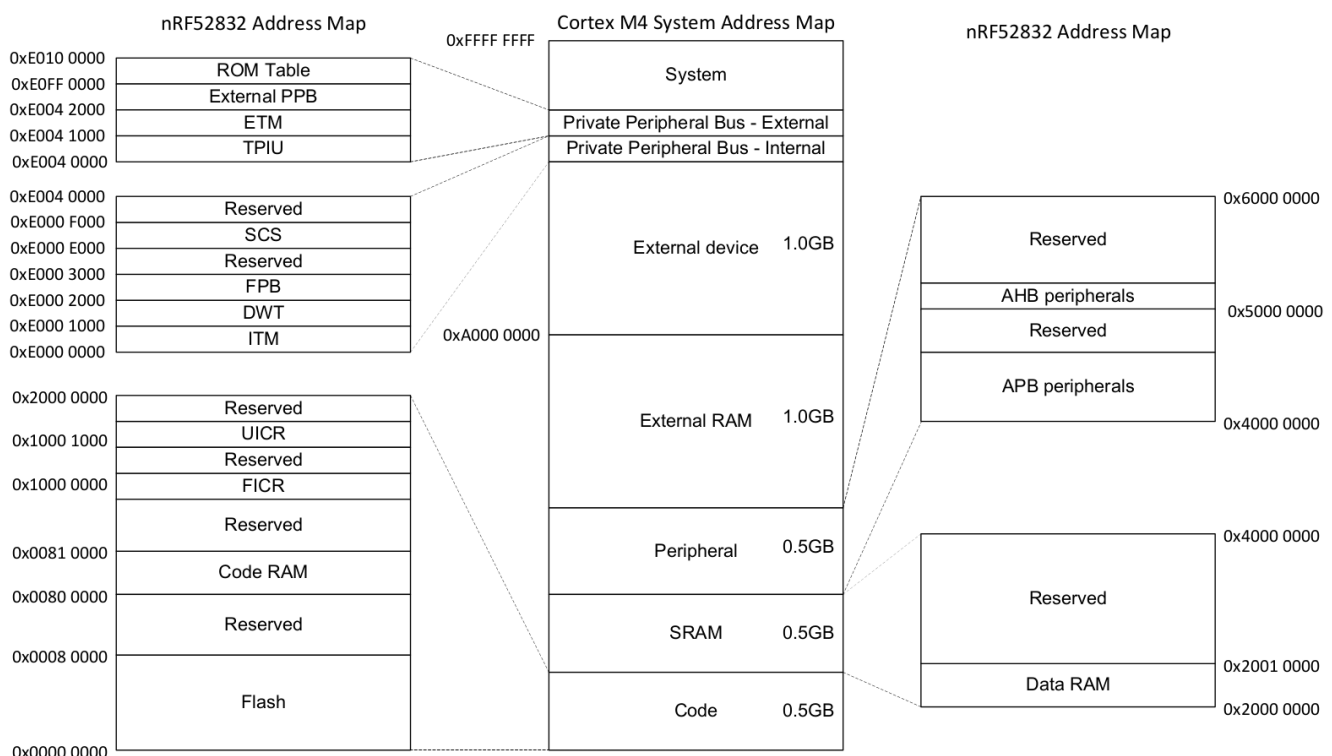 nRF52832 Address Map
0xE010 0000
ROM Table
0xE0FF 0000
External PPB
0xE004 2000
ETM
0xE004 1000
TPIU
0xE004 0000
0xE004 0000
Reserved
0xE000 F000
SCS
0xE000 E000
Reserved
0xE000 3000
FPB
0xE000 2000
DWT
0xE000 1000
ITM
0xE000 0000
0x2000 0000
Reserved
UICR
0x1000 1000
Reserved
0x1000 0000
FICR
Reserved
0x0081 0000
Code RAM
0x0080 0000
Reserved
0x0008 0000
Flash
0x0000 0000
Cortex M4 System Address Map
0xFFFF FFFF
System
Private Peripheral Bus - External
Private Peripheral Bus - Internal
External device 1.0GB
0xA000 0000
External RAM 1.0GB
Peripheral 0.5GB
SRAM 0.5GB
Code 0.5GB
nRF52832 Address Map
0x6000 0000
Reserved
AHB peripherals
0x5000 0000
Reserved
APB peripherals
0x4000 0000
0x4000 0000
Reserved
0x2001 0000
Data RAM
0x2000 0000